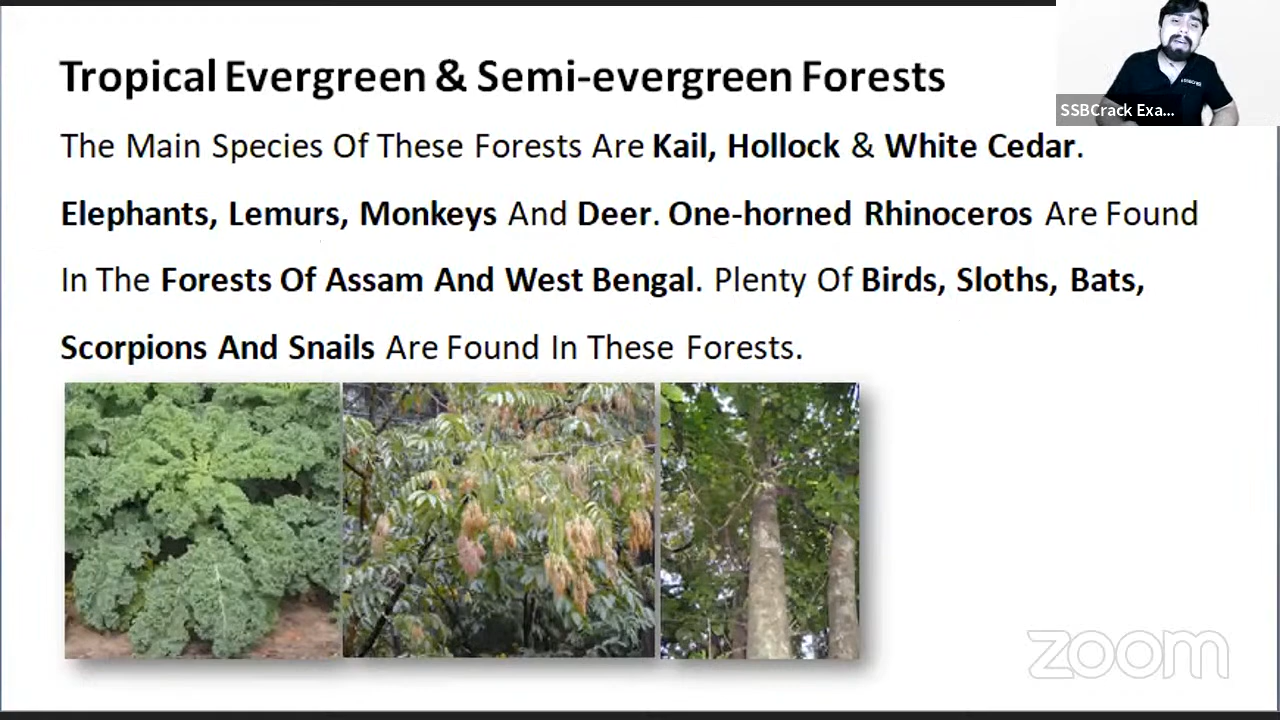 Tropical Evergreen & Semi-evergreen Forests
SSBCrack Exa...
The Main Species Of These Forests Are Kail, Hollock & White Cedar.
Elephants, Lemurs, Monkeys And Deer. One-horned Rhinoceros Are Found
In The Forests Of Assam And West Bengal. Plenty Of Birds, Sloths, Bats,
Scorpions And Snails Are Found In These Forests.
zoom